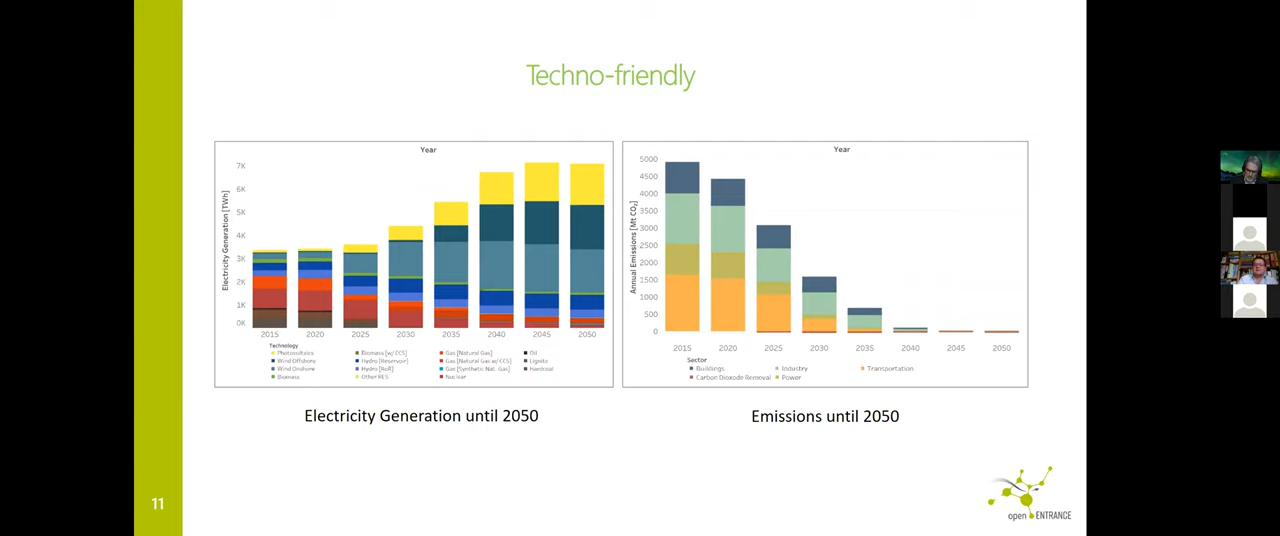 Techno-friendly
Year
Electricity Generation [TWh]
7K
6K
5K
4K
3K
2K
1K
0K
2015 2020 2025 2030 2035 2040 2045 2050
Technology
Photovoltaics Biomass [w/ CCS] Gas [Natural Gas] Oil
Wind Offshore Hydro [Reservoir] Gas [Natural Gas w/ CCS] Lignite
Wind Onshore Hydro [RoR] Gas [Synthetic Nat. Gas] Hardcoal
Biomass Other RES Nuclear
Electricity Generation until 2050
Year
Annual Emissions [Mt CO₂]
5000
4500
4000
3500
3000
2500
2000
1500
1000
500
0
2015 2020 2025 2030 2035 2040 2045 2050
Sector
Buildings Industry Transportation
Carbon Dioxode Removal Power
Emissions until 2050
11
open ENTRANCE